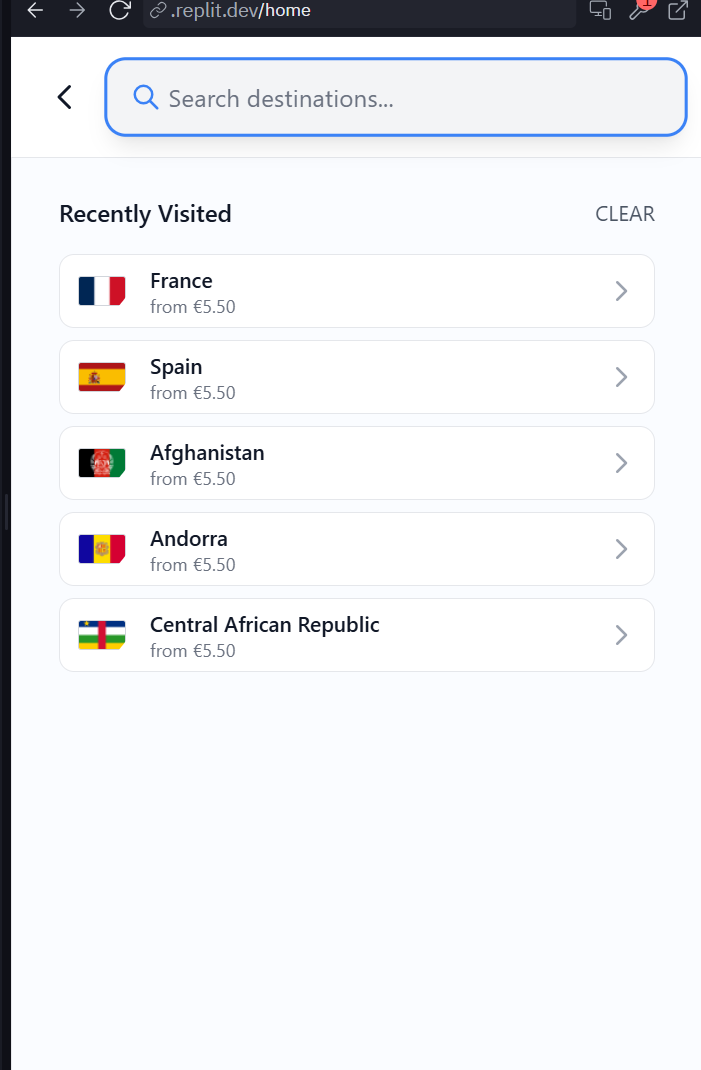 .replit.dev/home
1
Search destinations...
Recently Visited
CLEAR
France
from €5.50
Spain
from €5.50
Afghanistan
from €5.50
Andorra
from €5.50
Central African Republic
from €5.50